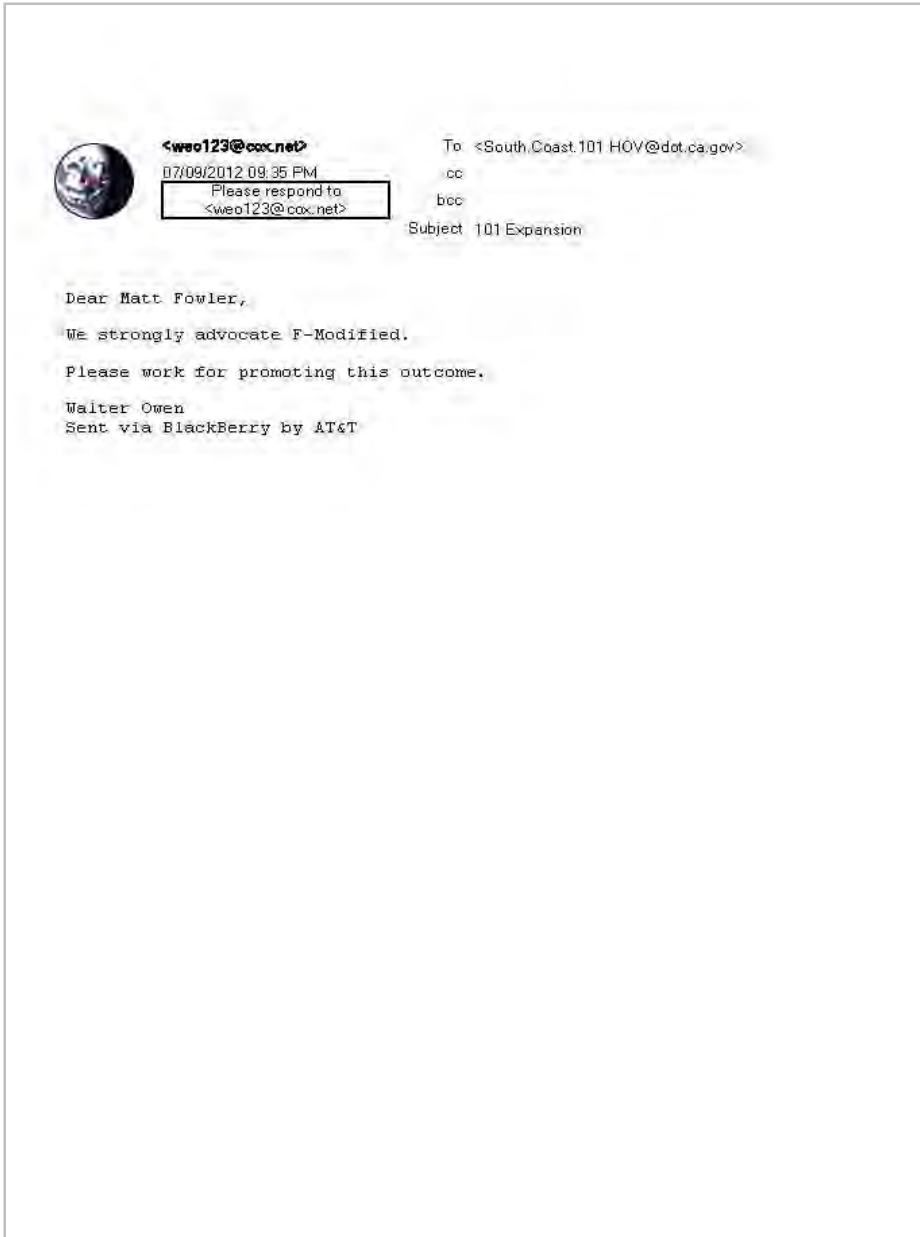 <weo123@cox.net>
07/09/2012 09:35 PM
Please respond to
<weo123@cox.net>
To <South.Coast.101 HOV@dot.ca.gov>
cc
bcc
Subject 101 Expansion
Dear Matt Fowler,
We strongly advocate F-Modified.
Please work for promoting this outcome.
Walter Owen
Sent via BlackBerry by AT&T